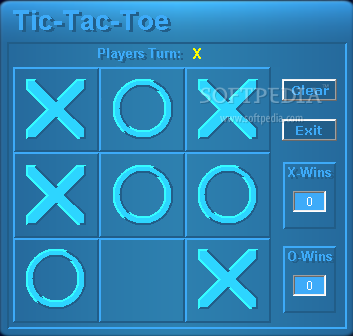 Tic-Tac-Toe
Players Turn: X
X O X
Clear
SOFTPEDIA
www.softpedia.com
Exit
X O O
X-Wins
0
O X
O-Wins
0